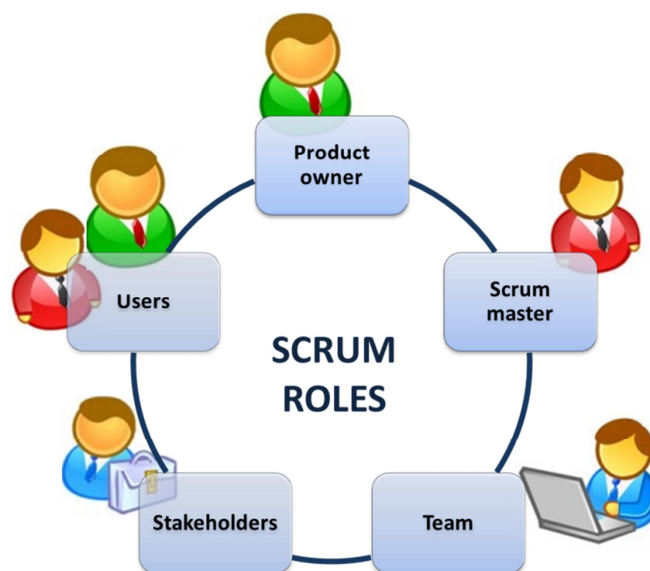 Product
owner
Scrum
master
Team
Stakeholders
Users
SCRUM
ROLES